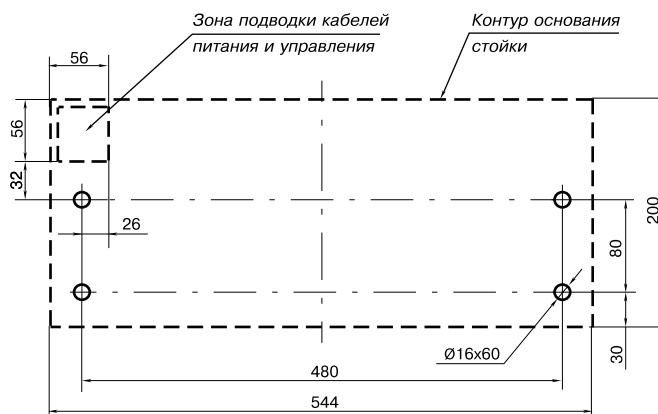 Зона подводки кабелей
питания и управления
Контур основания
стойки
56
56
32
26
200
80
30
Ø16x60
480
544